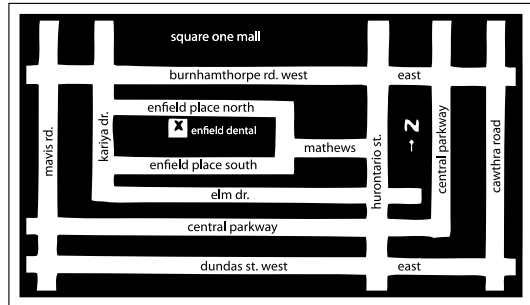 square one mall
burnhamthorpe rd. west east
enfield place north
x enfield dental
mathews
enfield place south
elm dr.
central parkway
dundas st. west east
mavis rd.
kariya dr.
hurontario st.
→ N
central parkway
cawthra road